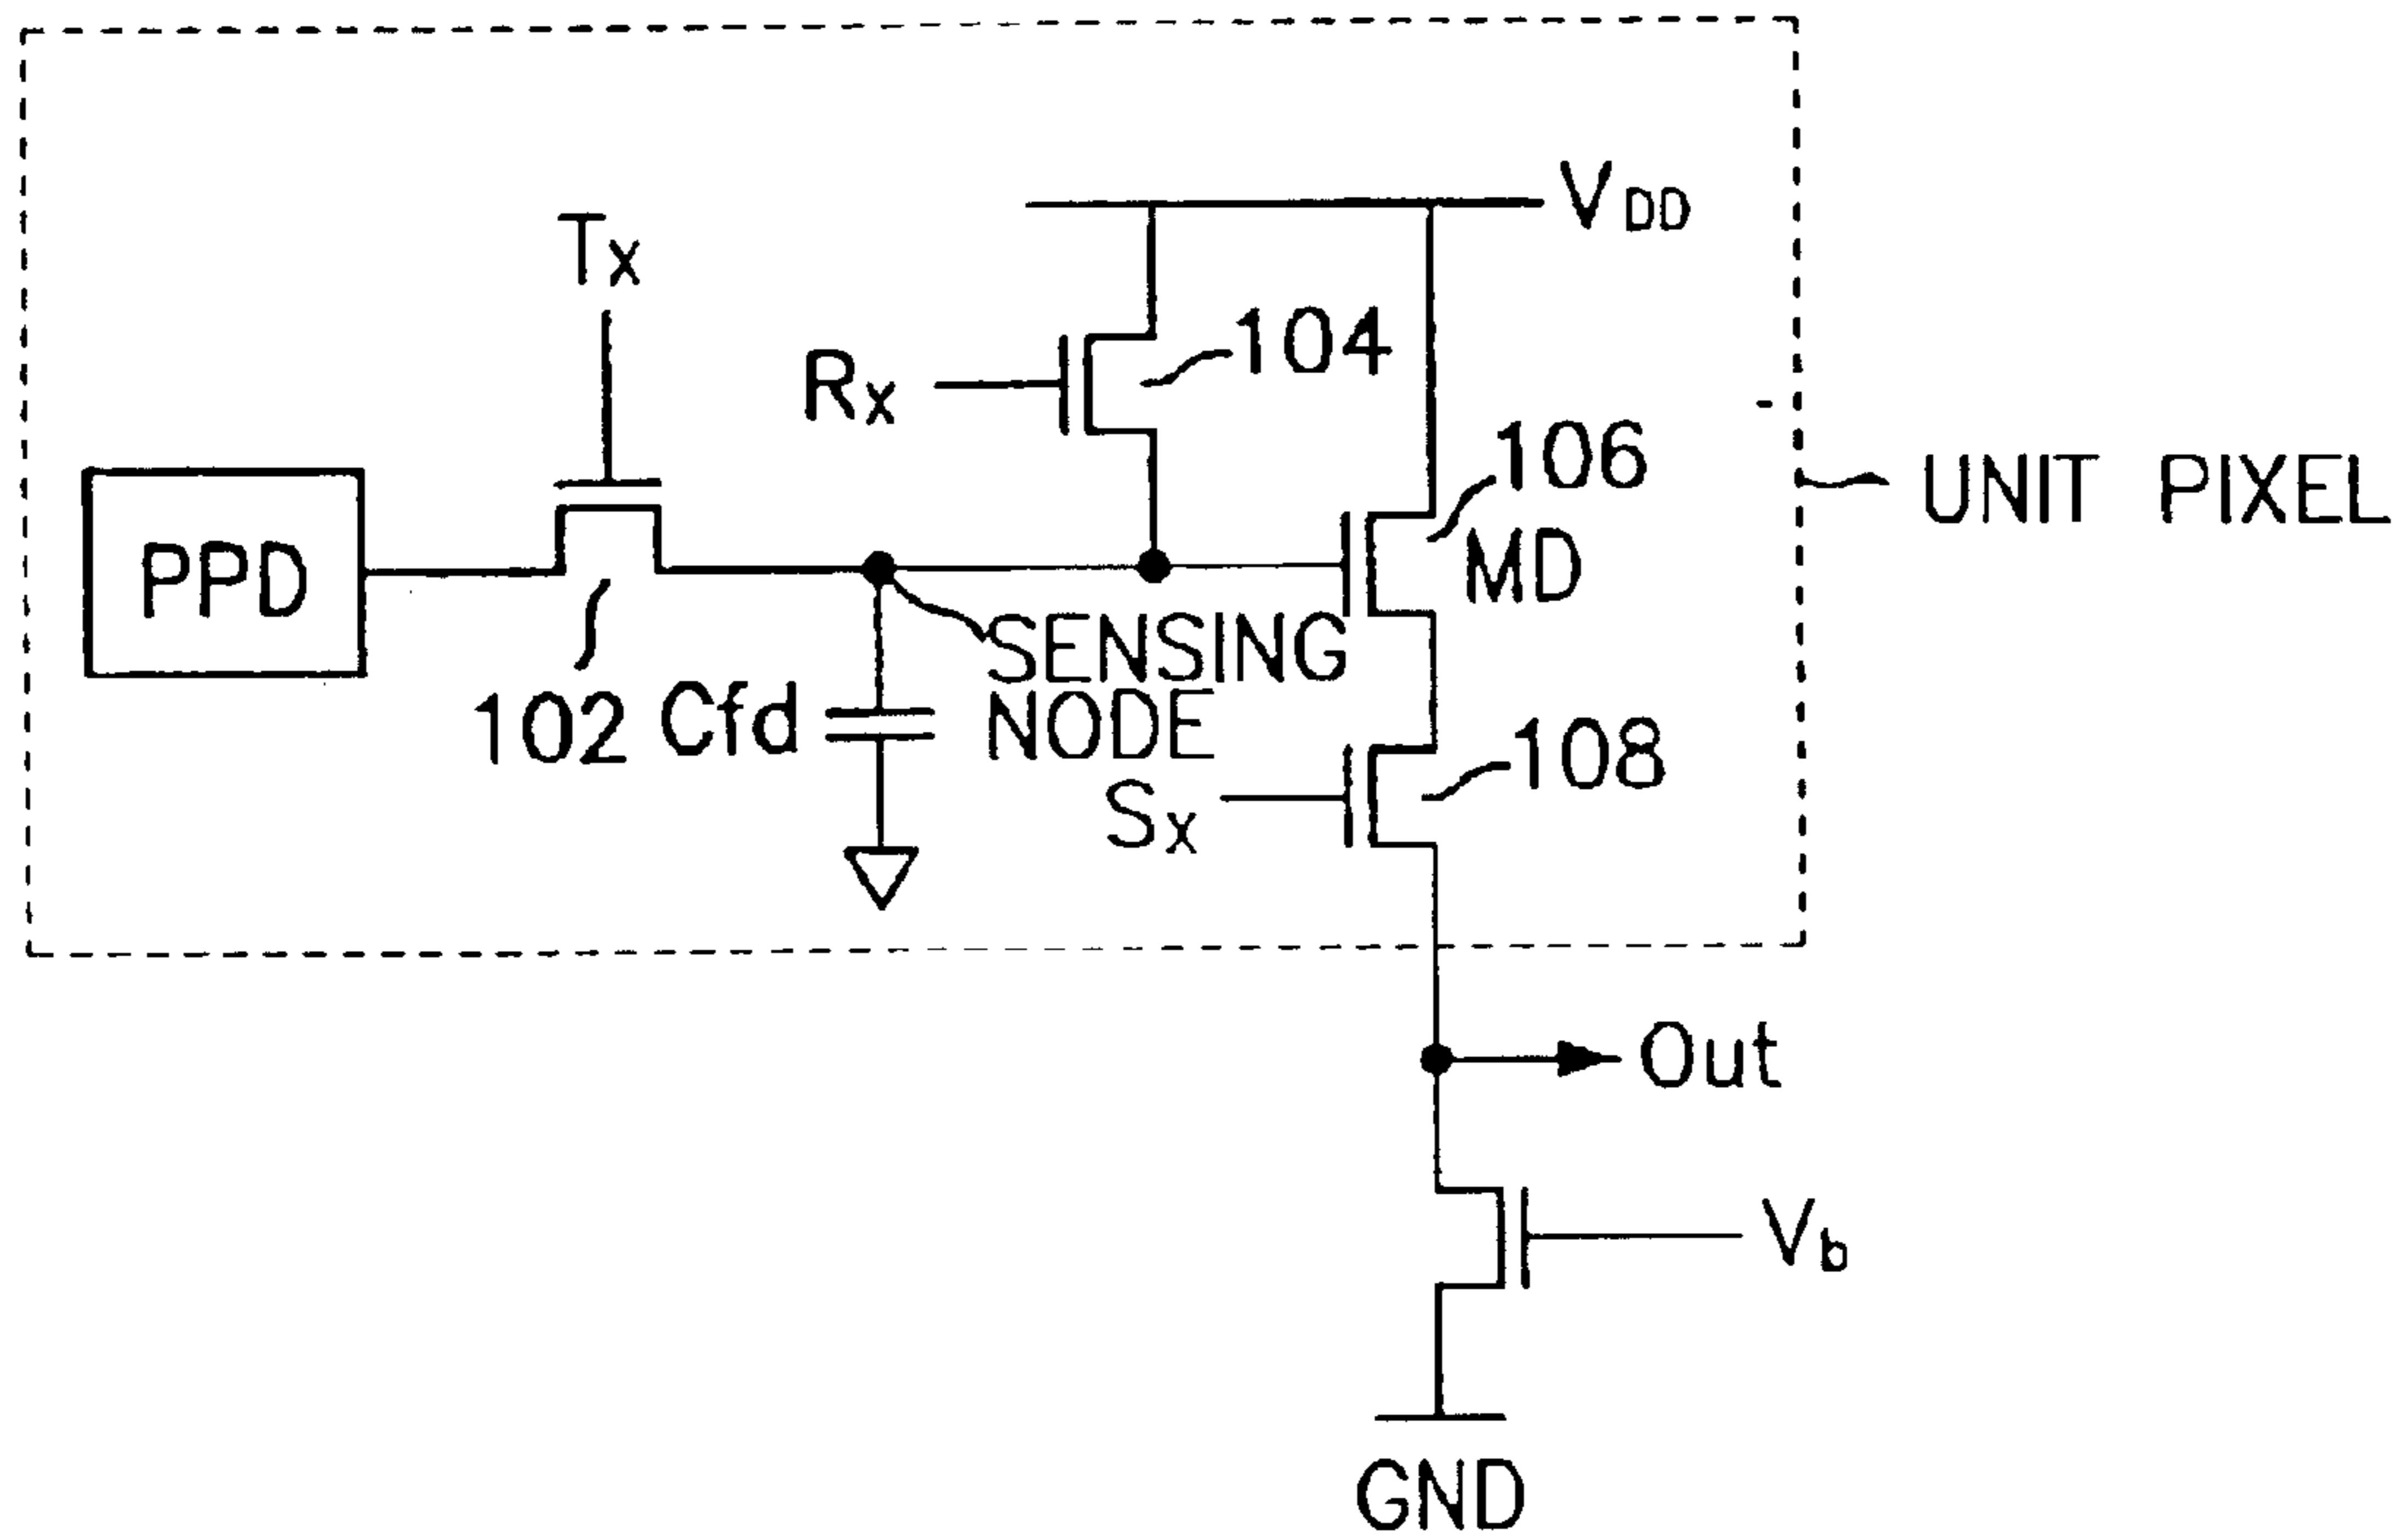 VDD
Tx
104
Rx
106
UNIT PIXEL
PPD
MD
SENSING
NODE
102
Cfd
108
Sx
Out
Vb
GND